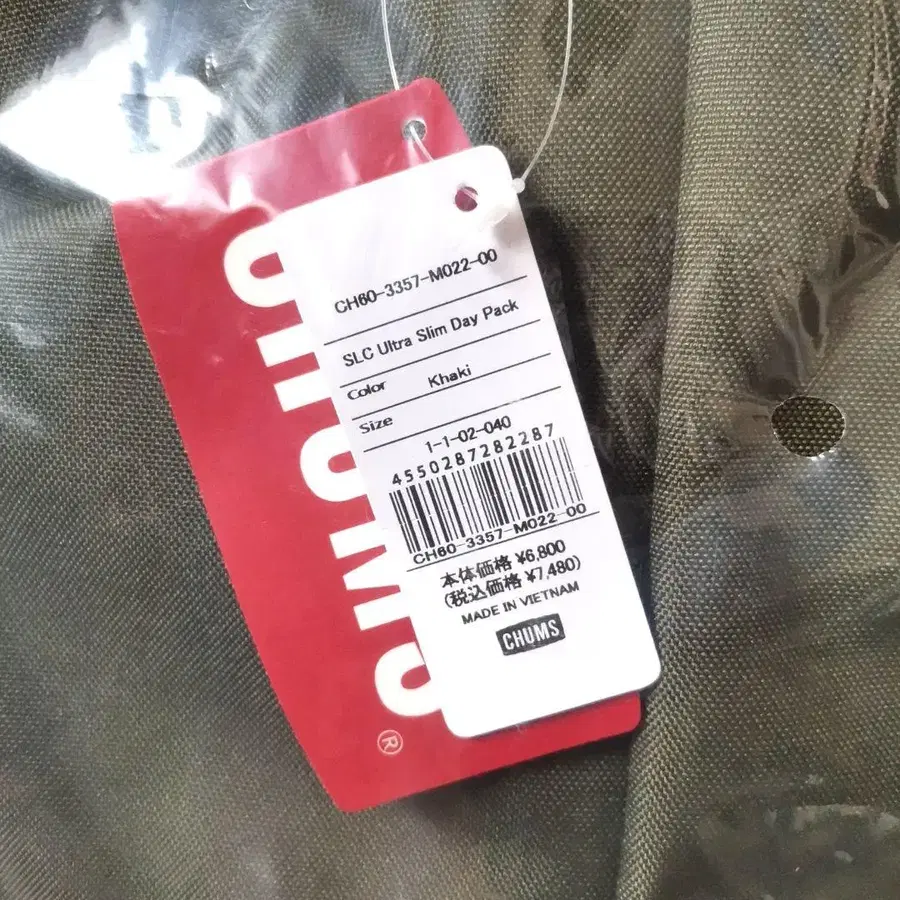 CHUMS
®
CH60-3357-M022-00
SLC Ultra Slim Day Pack
Color Khaki
Size
1-1-02-040
4550287282287
CH60-3357-M022-00
本体価格 ¥6,800
(税込価格 ¥7,480)
MADE IN VIETNAM
CHUMS